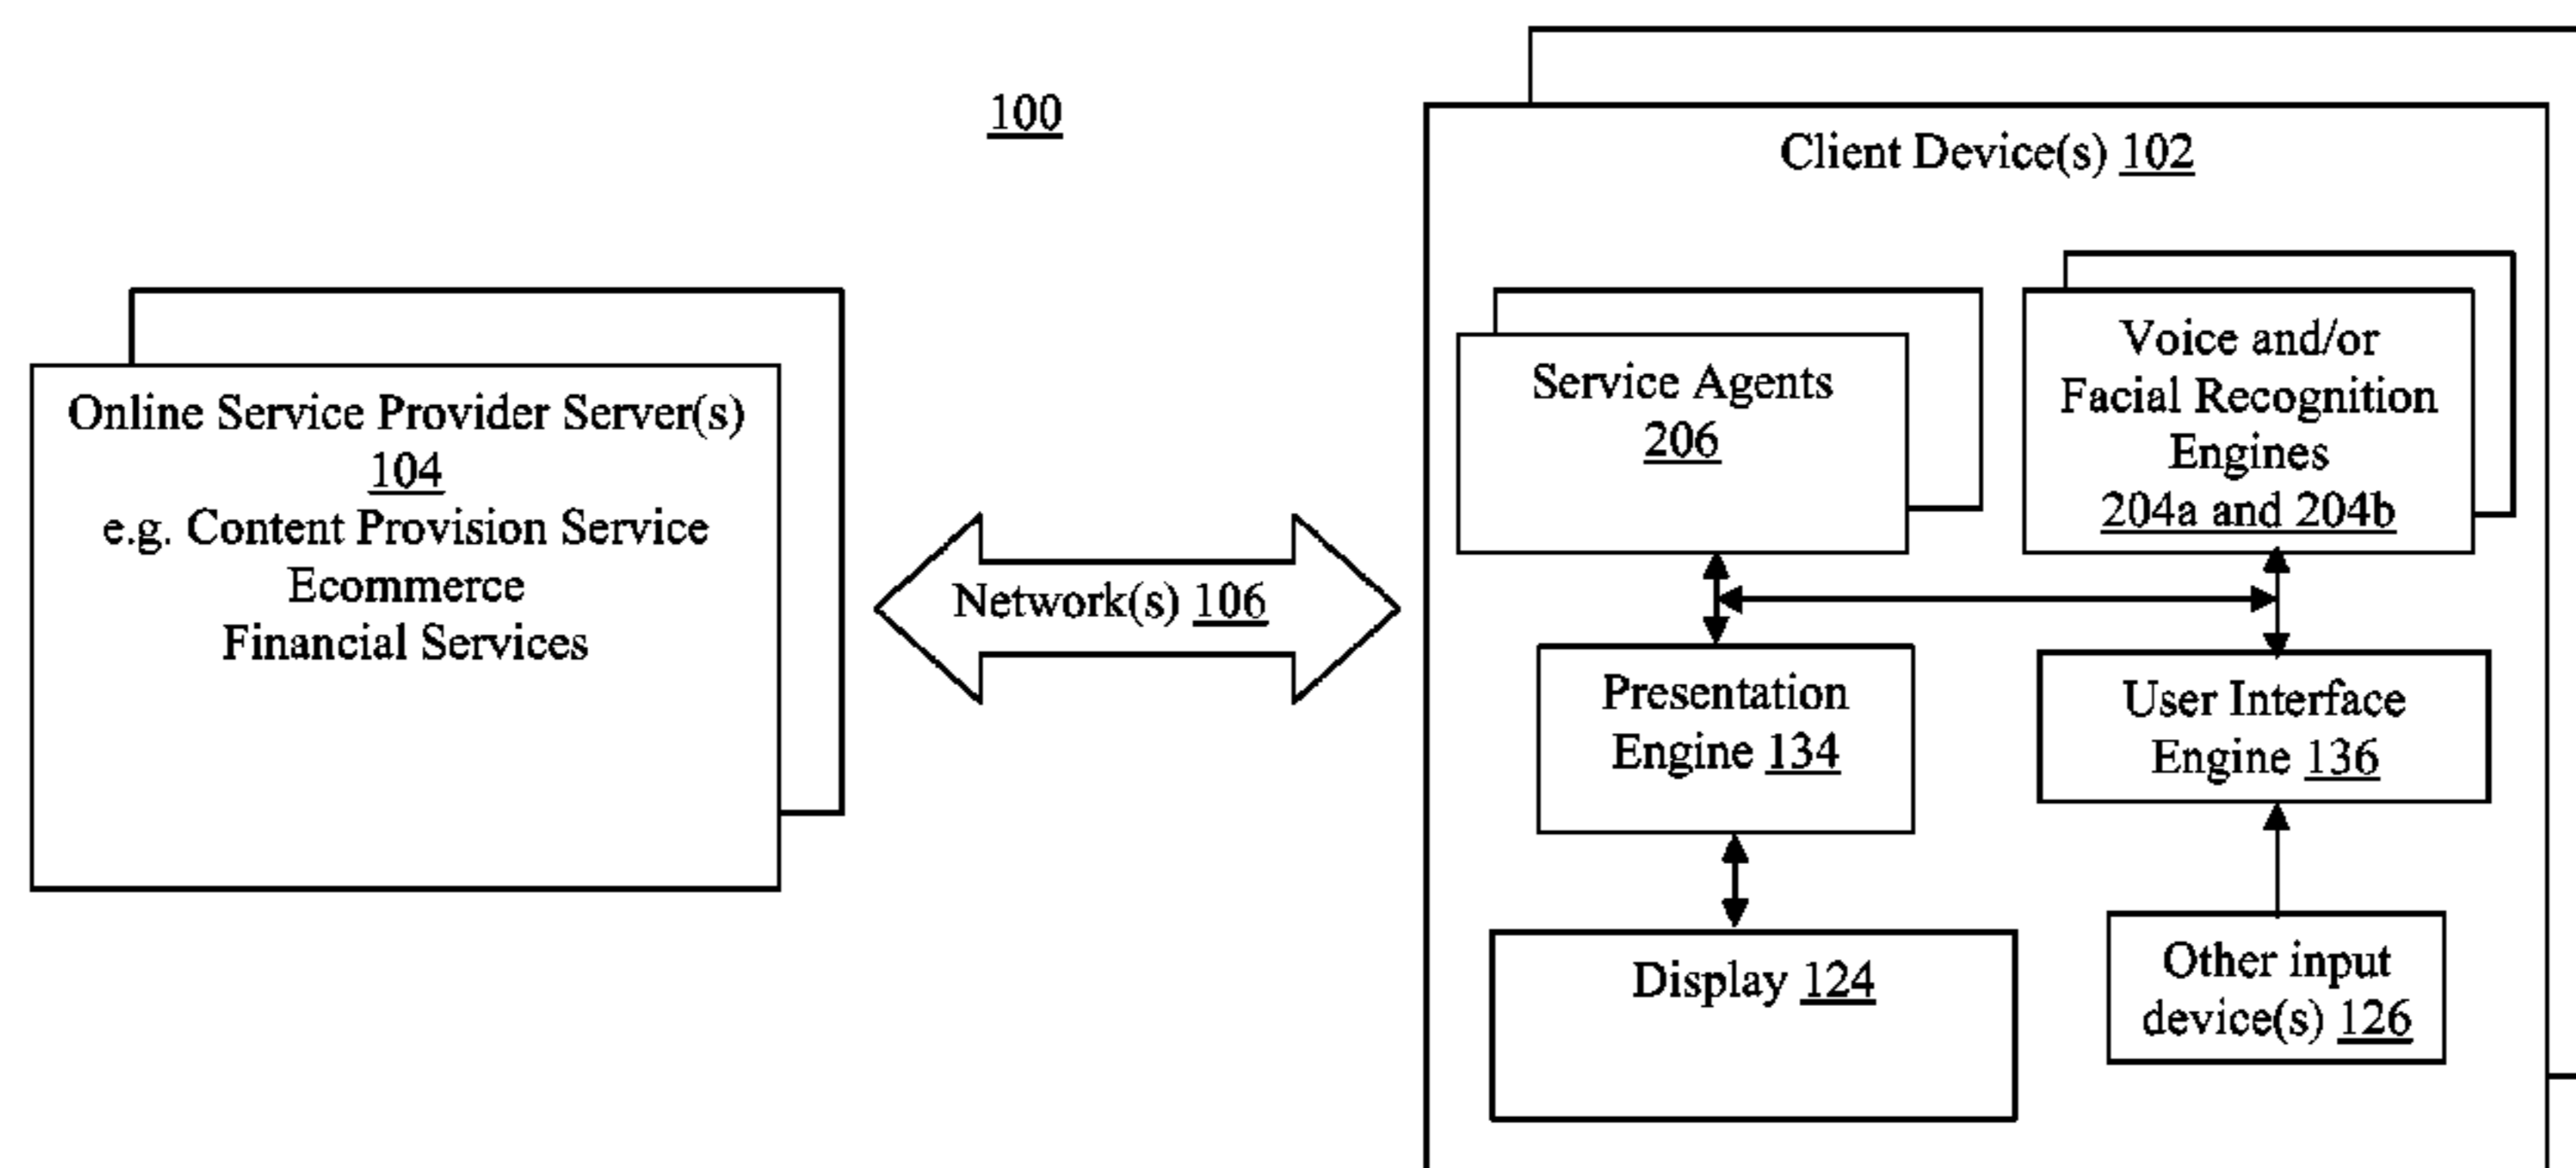 100
Online Service Provider Server(s)
104
e.g. Content Provision Service
Ecommerce
Financial Services
Network(s) 106
Client Device(s) 102
Service Agents
206
Voice and/or
Facial Recognition
Engines
204a and 204b
Presentation
Engine 134
User Interface
Engine 136
Display 124
Other input
device(s) 126